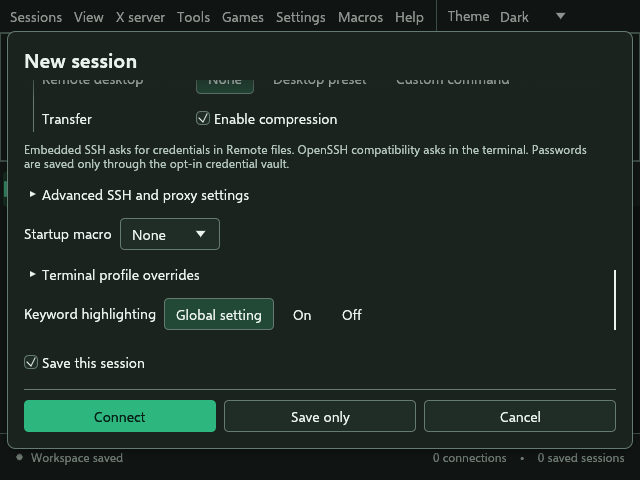 Sessions View X server Tools Games Settings Macros Help Theme Dark
New session
Remote desktop None Desktop preset Custom command
Transfer Enable compression
Embedded SSH asks for credentials in Remote files. OpenSSH compatibility asks in the terminal. Passwords
are saved only through the opt-in credential vault.
Advanced SSH and proxy settings
Startup macro None
Terminal profile overrides
Keyword highlighting Global setting On Off
Save this session
Connect Save only Cancel
Workspace saved 0 connections • 0 saved sessions